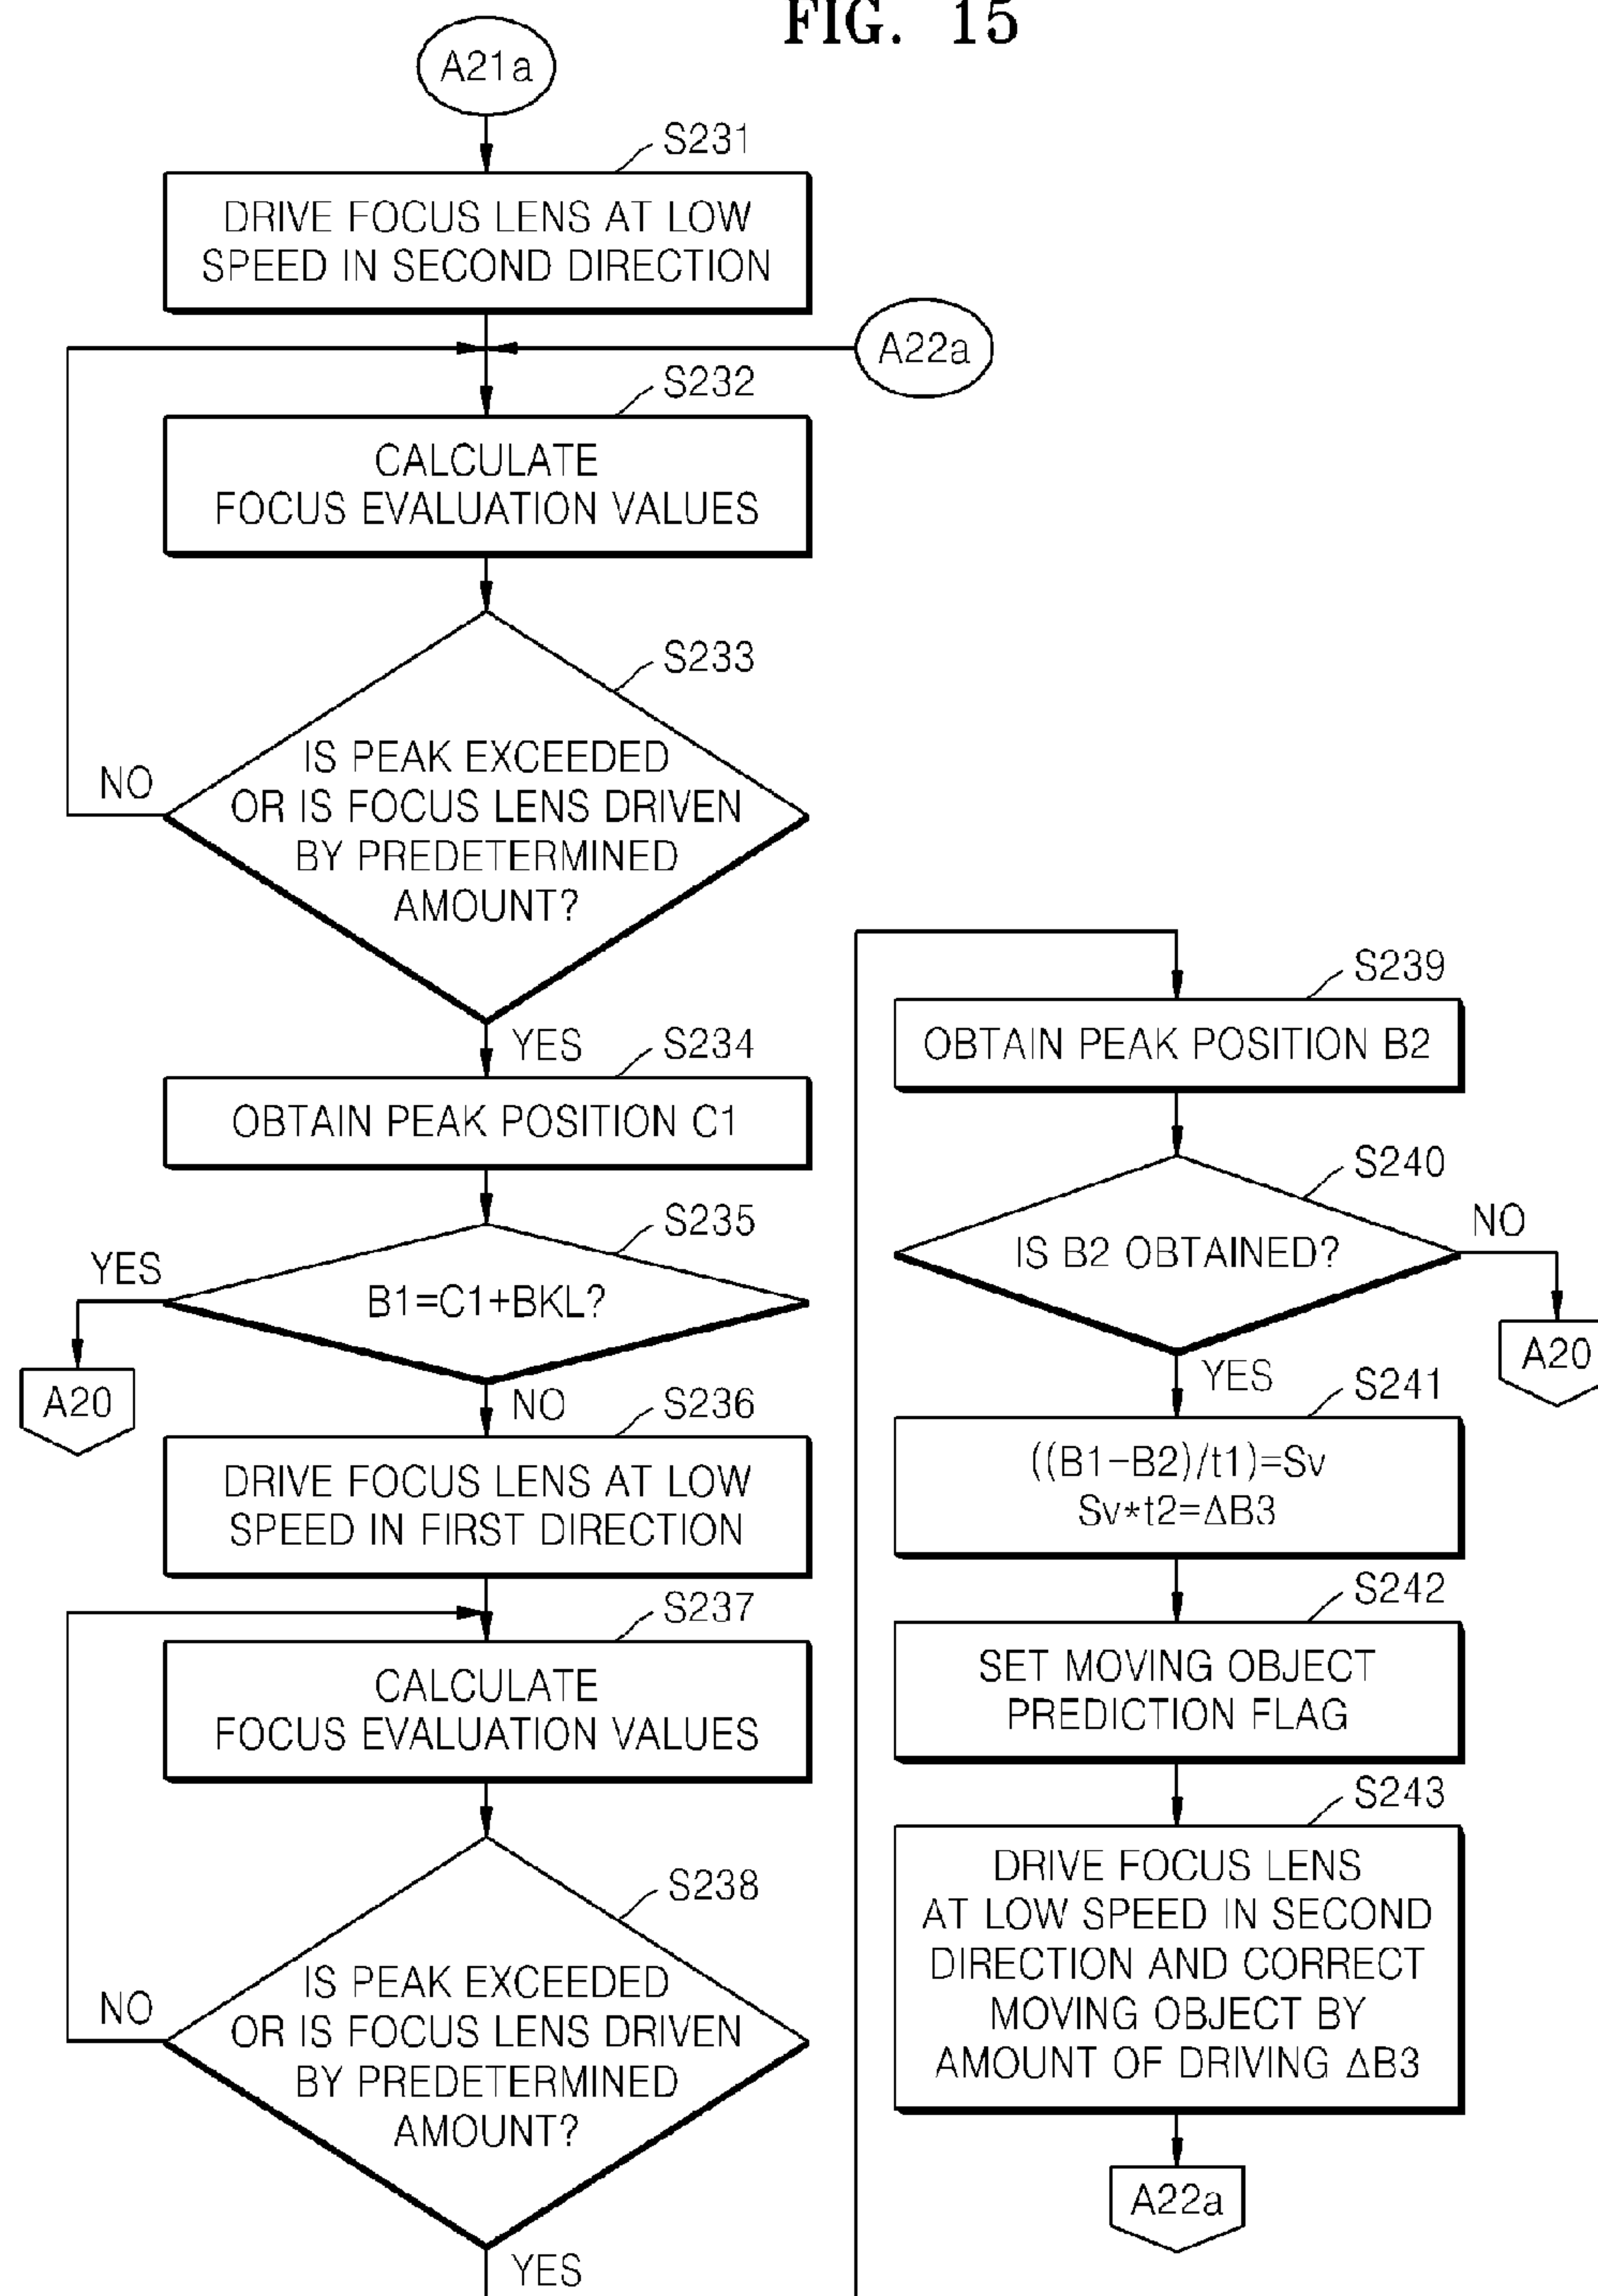 FIG. 15
A21a
S231
DRIVE FOCUS LENS AT LOW
SPEED IN SECOND DIRECTION
A22a
S232
CALCULATE
FOCUS EVALUATION VALUES
S233
IS PEAK EXCEEDED
OR IS FOCUS LENS DRIVEN
BY PREDETERMINED
AMOUNT?
NO
YES
S234
OBTAIN PEAK POSITION C1
S235
B1=C1+BKL?
YES
A20
NO
S236
DRIVE FOCUS LENS AT LOW
SPEED IN FIRST DIRECTION
S237
CALCULATE
FOCUS EVALUATION VALUES
S238
IS PEAK EXCEEDED
OR IS FOCUS LENS DRIVEN
BY PREDETERMINED
AMOUNT?
NO
YES
S239
OBTAIN PEAK POSITION B2
S240
IS B2 OBTAINED?
NO
A20
YES
S241
((B1-B2)/t1)=Sv
Sv*t2=ΔB3
S242
SET MOVING OBJECT
PREDICTION FLAG
S243
DRIVE FOCUS LENS
AT LOW SPEED IN SECOND
DIRECTION AND CORRECT
MOVING OBJECT BY
AMOUNT OF DRIVING ΔB3
A22a